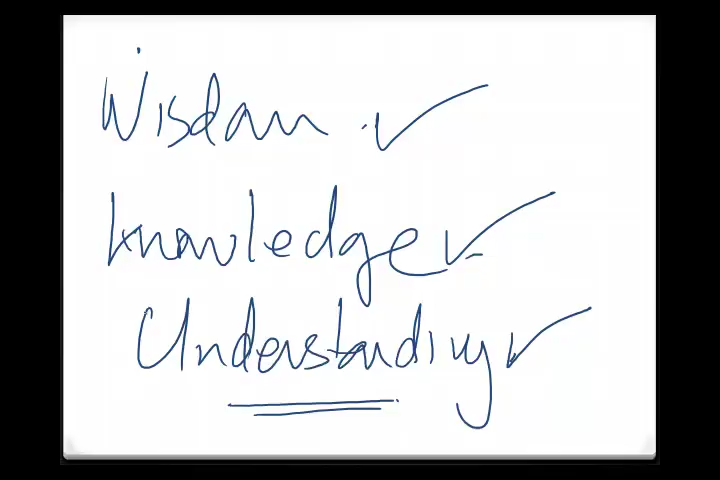 Wisdom ✓
Knowledge ✓
Understanding ✓